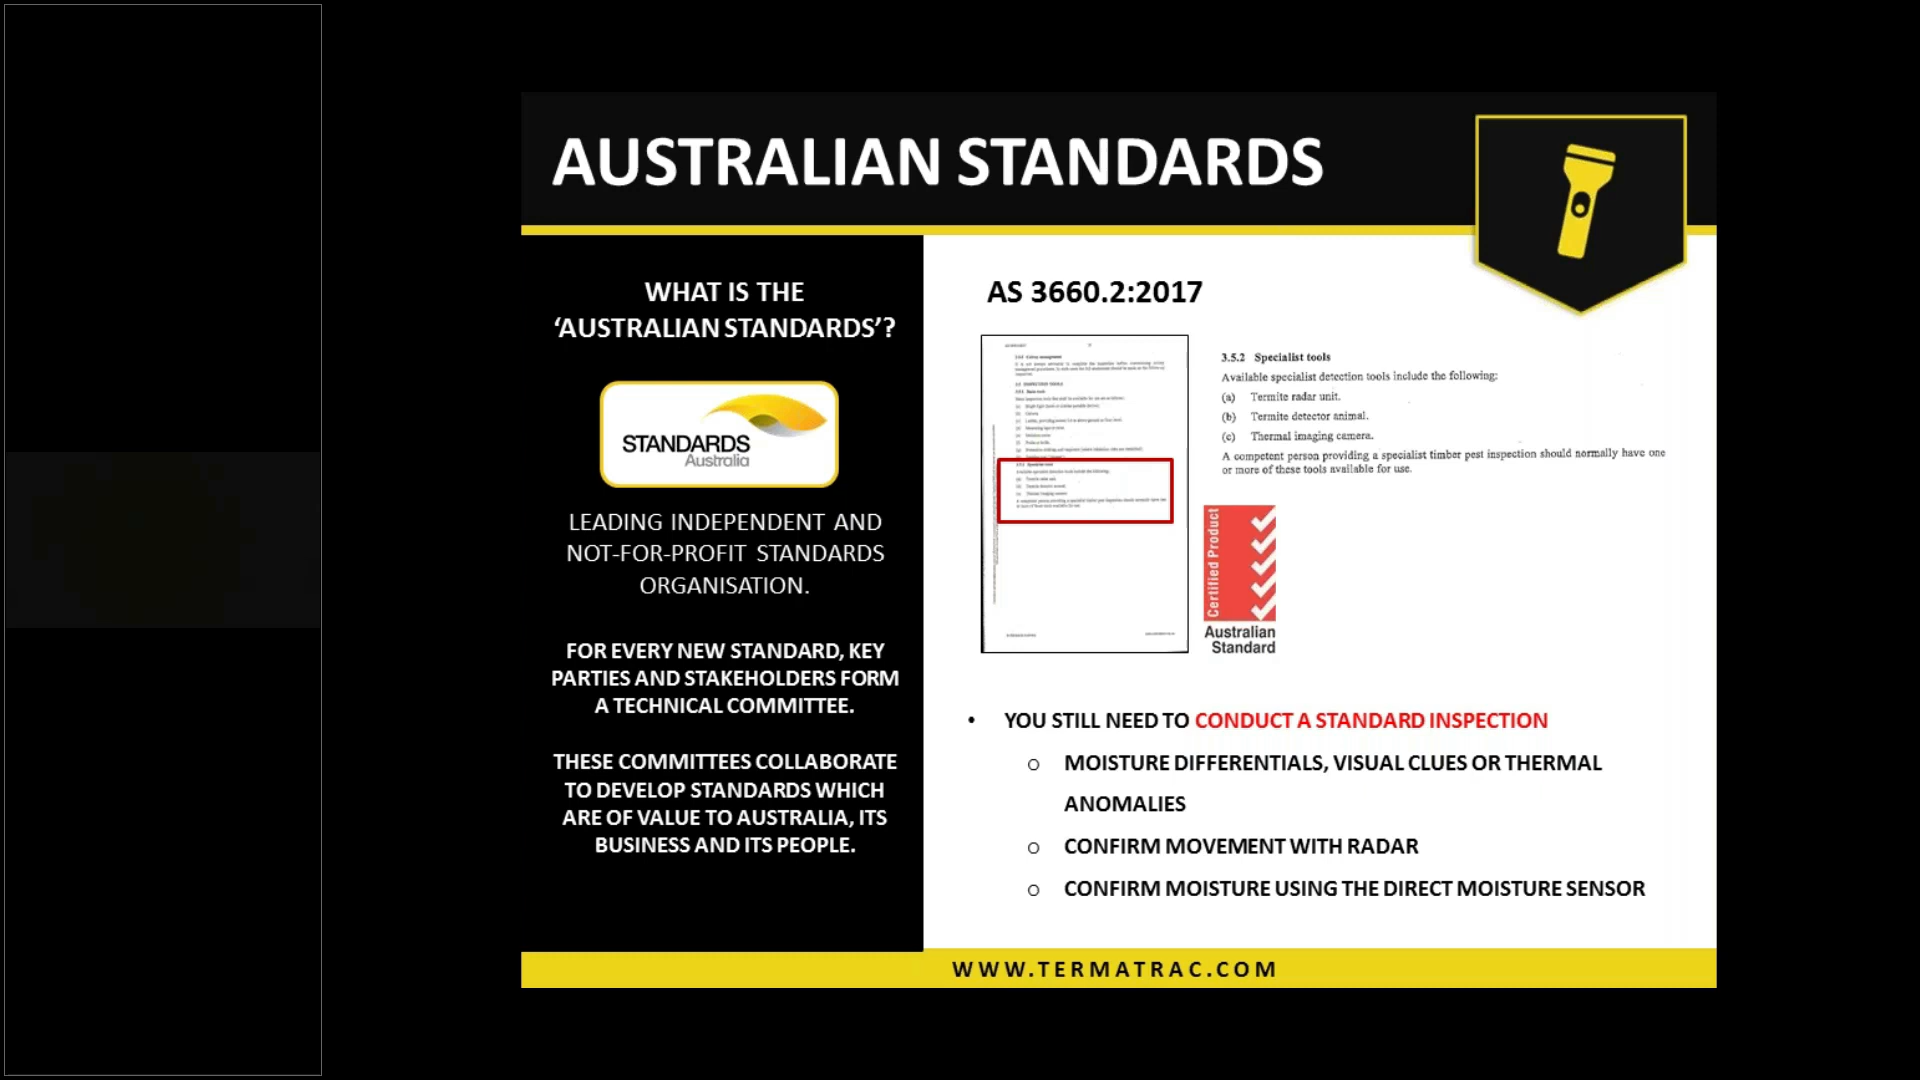 AUSTRALIAN STANDARDS
WHAT IS THE
‘AUSTRALIAN STANDARDS’?
STANDARDS
Australia
LEADING INDEPENDENT AND
NOT-FOR-PROFIT STANDARDS
ORGANISATION.
FOR EVERY NEW STANDARD, KEY
PARTIES AND STAKEHOLDERS FORM
A TECHNICAL COMMITTEE.
THESE COMMITTEES COLLABORATE
TO DEVELOP STANDARDS WHICH
ARE OF VALUE TO AUSTRALIA, ITS
BUSINESS AND ITS PEOPLE.
AS 3660.2:2017
3.5.2 Specialist tools
Available specialist detection tools include the following:
(a) Termite radar unit.
(b) Termite detector animal.
(c) Thermal imaging camera.
A competent person providing a specialist timber pest inspection should normally have one
or more of these tools available for use.
Certified Product
Australian
Standard
• YOU STILL NEED TO CONDUCT A STANDARD INSPECTION
o MOISTURE DIFFERENTIALS, VISUAL CLUES OR THERMAL
ANOMALIES
o CONFIRM MOVEMENT WITH RADAR
o CONFIRM MOISTURE USING THE DIRECT MOISTURE SENSOR
WWW.TERMATRAC.COM